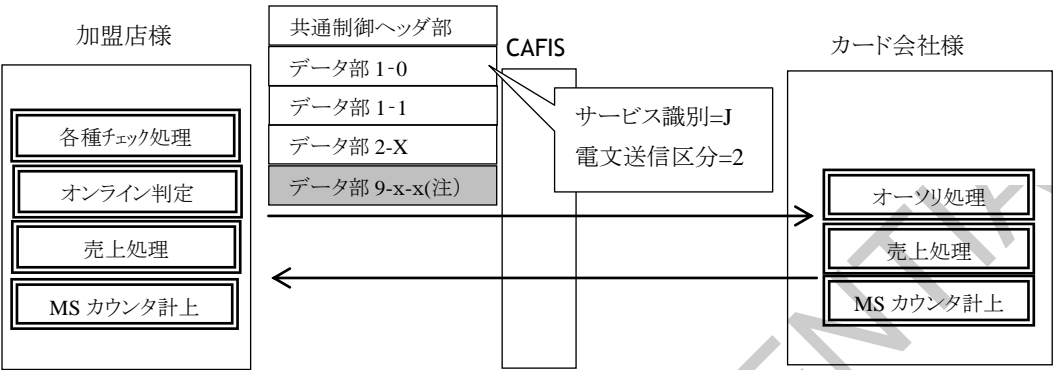 加盟店様
共通制御ヘッダ部
CAFIS
カード会社様
データ部 1-0
データ部 1-1
データ部 2-X
データ部 9-x-x(注)
サービス識別=J
電文送信区分=2
各種チェック処理
オンライン判定
売上処理
MS カウンタ計上
オーソリ処理
売上処理
MS カウンタ計上